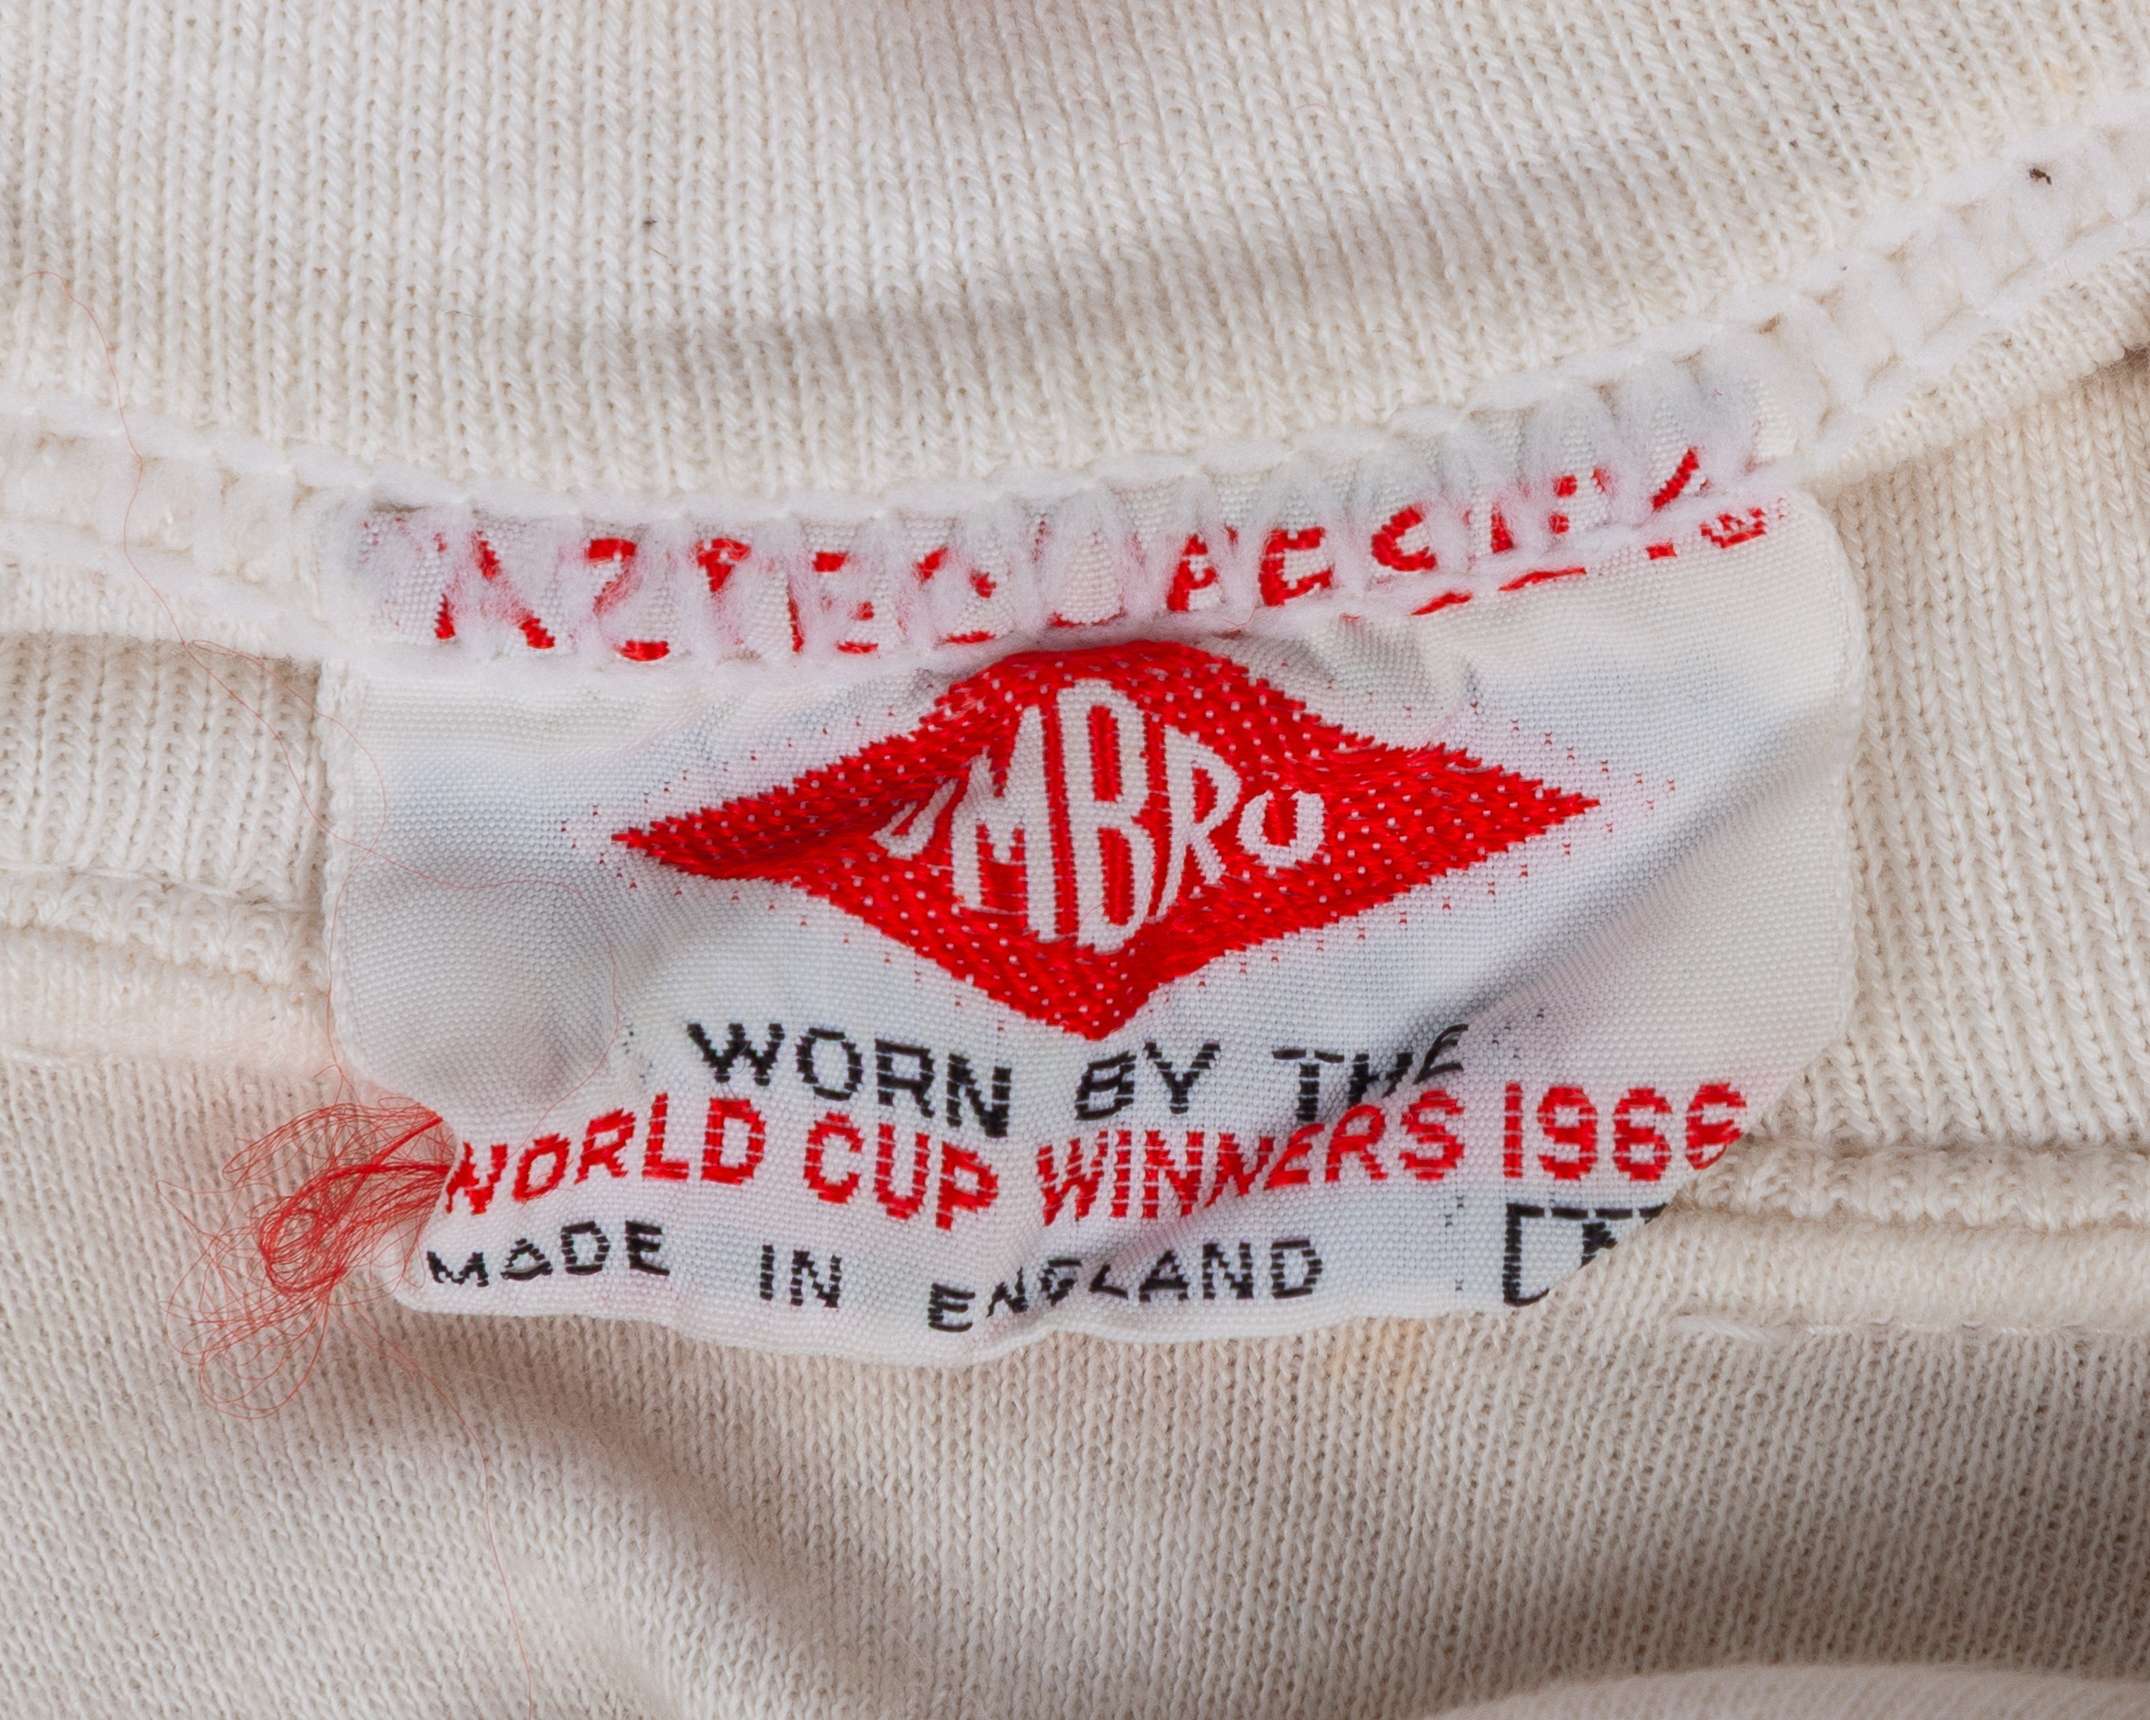 AZTEC
UMBRO
WORN BY THE
WORLD CUP WINNERS 1966
MADE IN ENGLAND